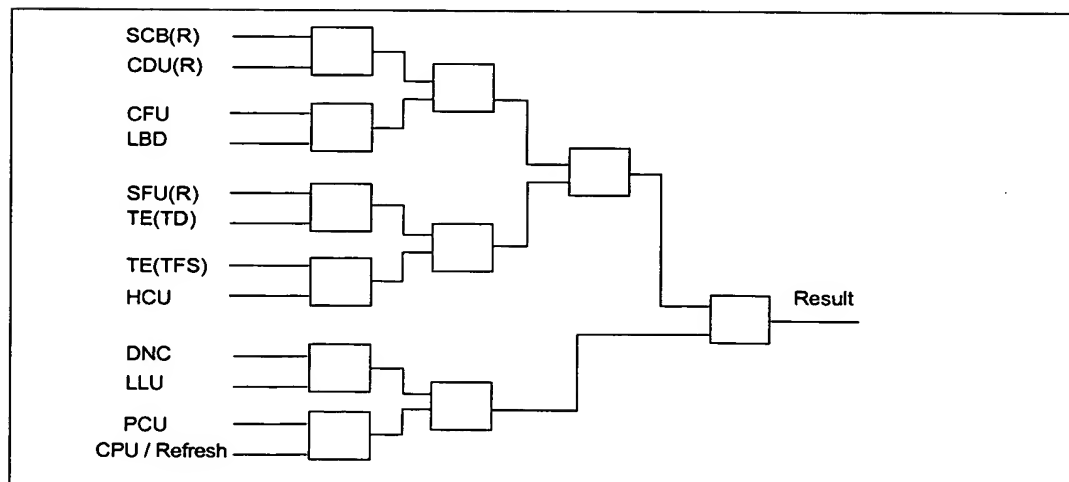 SCB(R)
CDU(R)
CFU
LBD
SFU(R)
TE(TD)
TE(TFS)
HCU
Result
DNC
LLU
PCU
CPU / Refresh